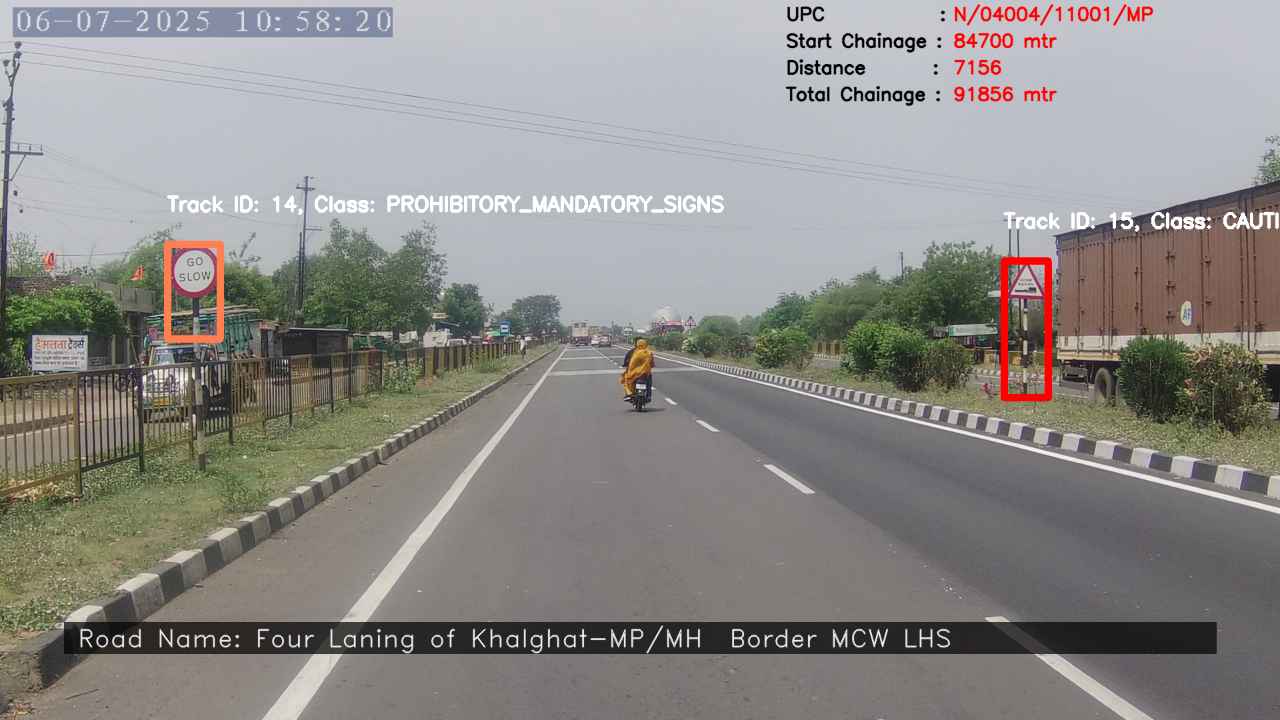 06-07-2025 10:58:20
UPC : N/04004/11001/MP
Start Chainage : 84700 mtr
Distance : 7156
Total Chainage : 91856 mtr
Track ID: 14, Class: PROHIBITORY_MANDATORY_SIGNS
Track ID: 15, Class: CAUTI
GO
SLOW
AF
ट्रेवल्स
Road Name: Four Laning of Khalghat-MP/MH Border MCW LHS